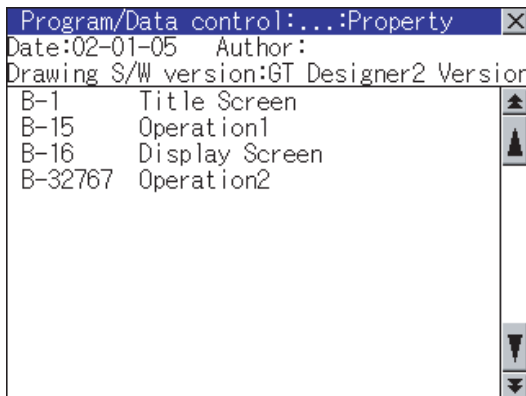 Program/Data control:...:Property
Date:02-01-05 Author:
Drawing S/W version:GT Designer2 Version
B-1 Title Screen
B-15 Operation1
B-16 Display Screen
B-32767 Operation2